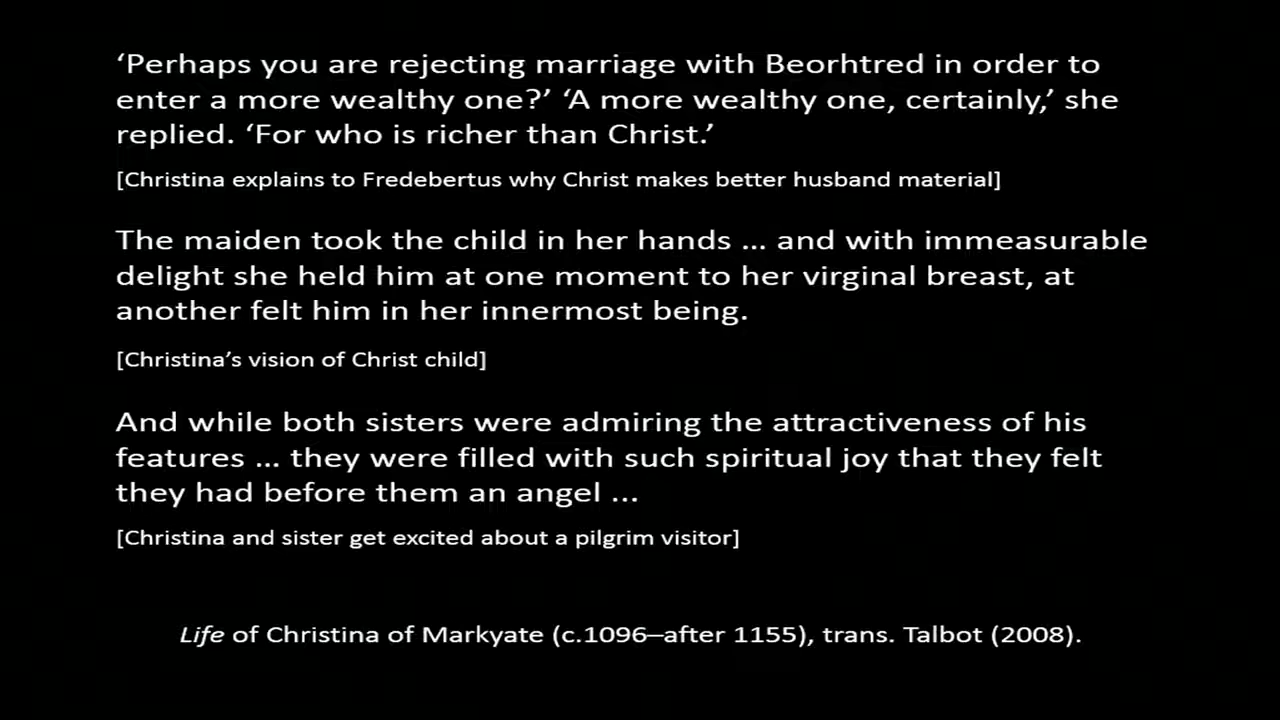 ‘Perhaps you are rejecting marriage with Beorhtred in order to
enter a more wealthy one?’ ‘A more wealthy one, certainly,’ she
replied. ‘For who is richer than Christ.’
[Christina explains to Fredebertus why Christ makes better husband material]
The maiden took the child in her hands ... and with immeasurable
delight she held him at one moment to her virginal breast, at
another felt him in her innermost being.
[Christina’s vision of Christ child]
And while both sisters were admiring the attractiveness of his
features ... they were filled with such spiritual joy that they felt
they had before them an angel ...
[Christina and sister get excited about a pilgrim visitor]
Life of Christina of Markyate (c.1096–after 1155), trans. Talbot (2008).